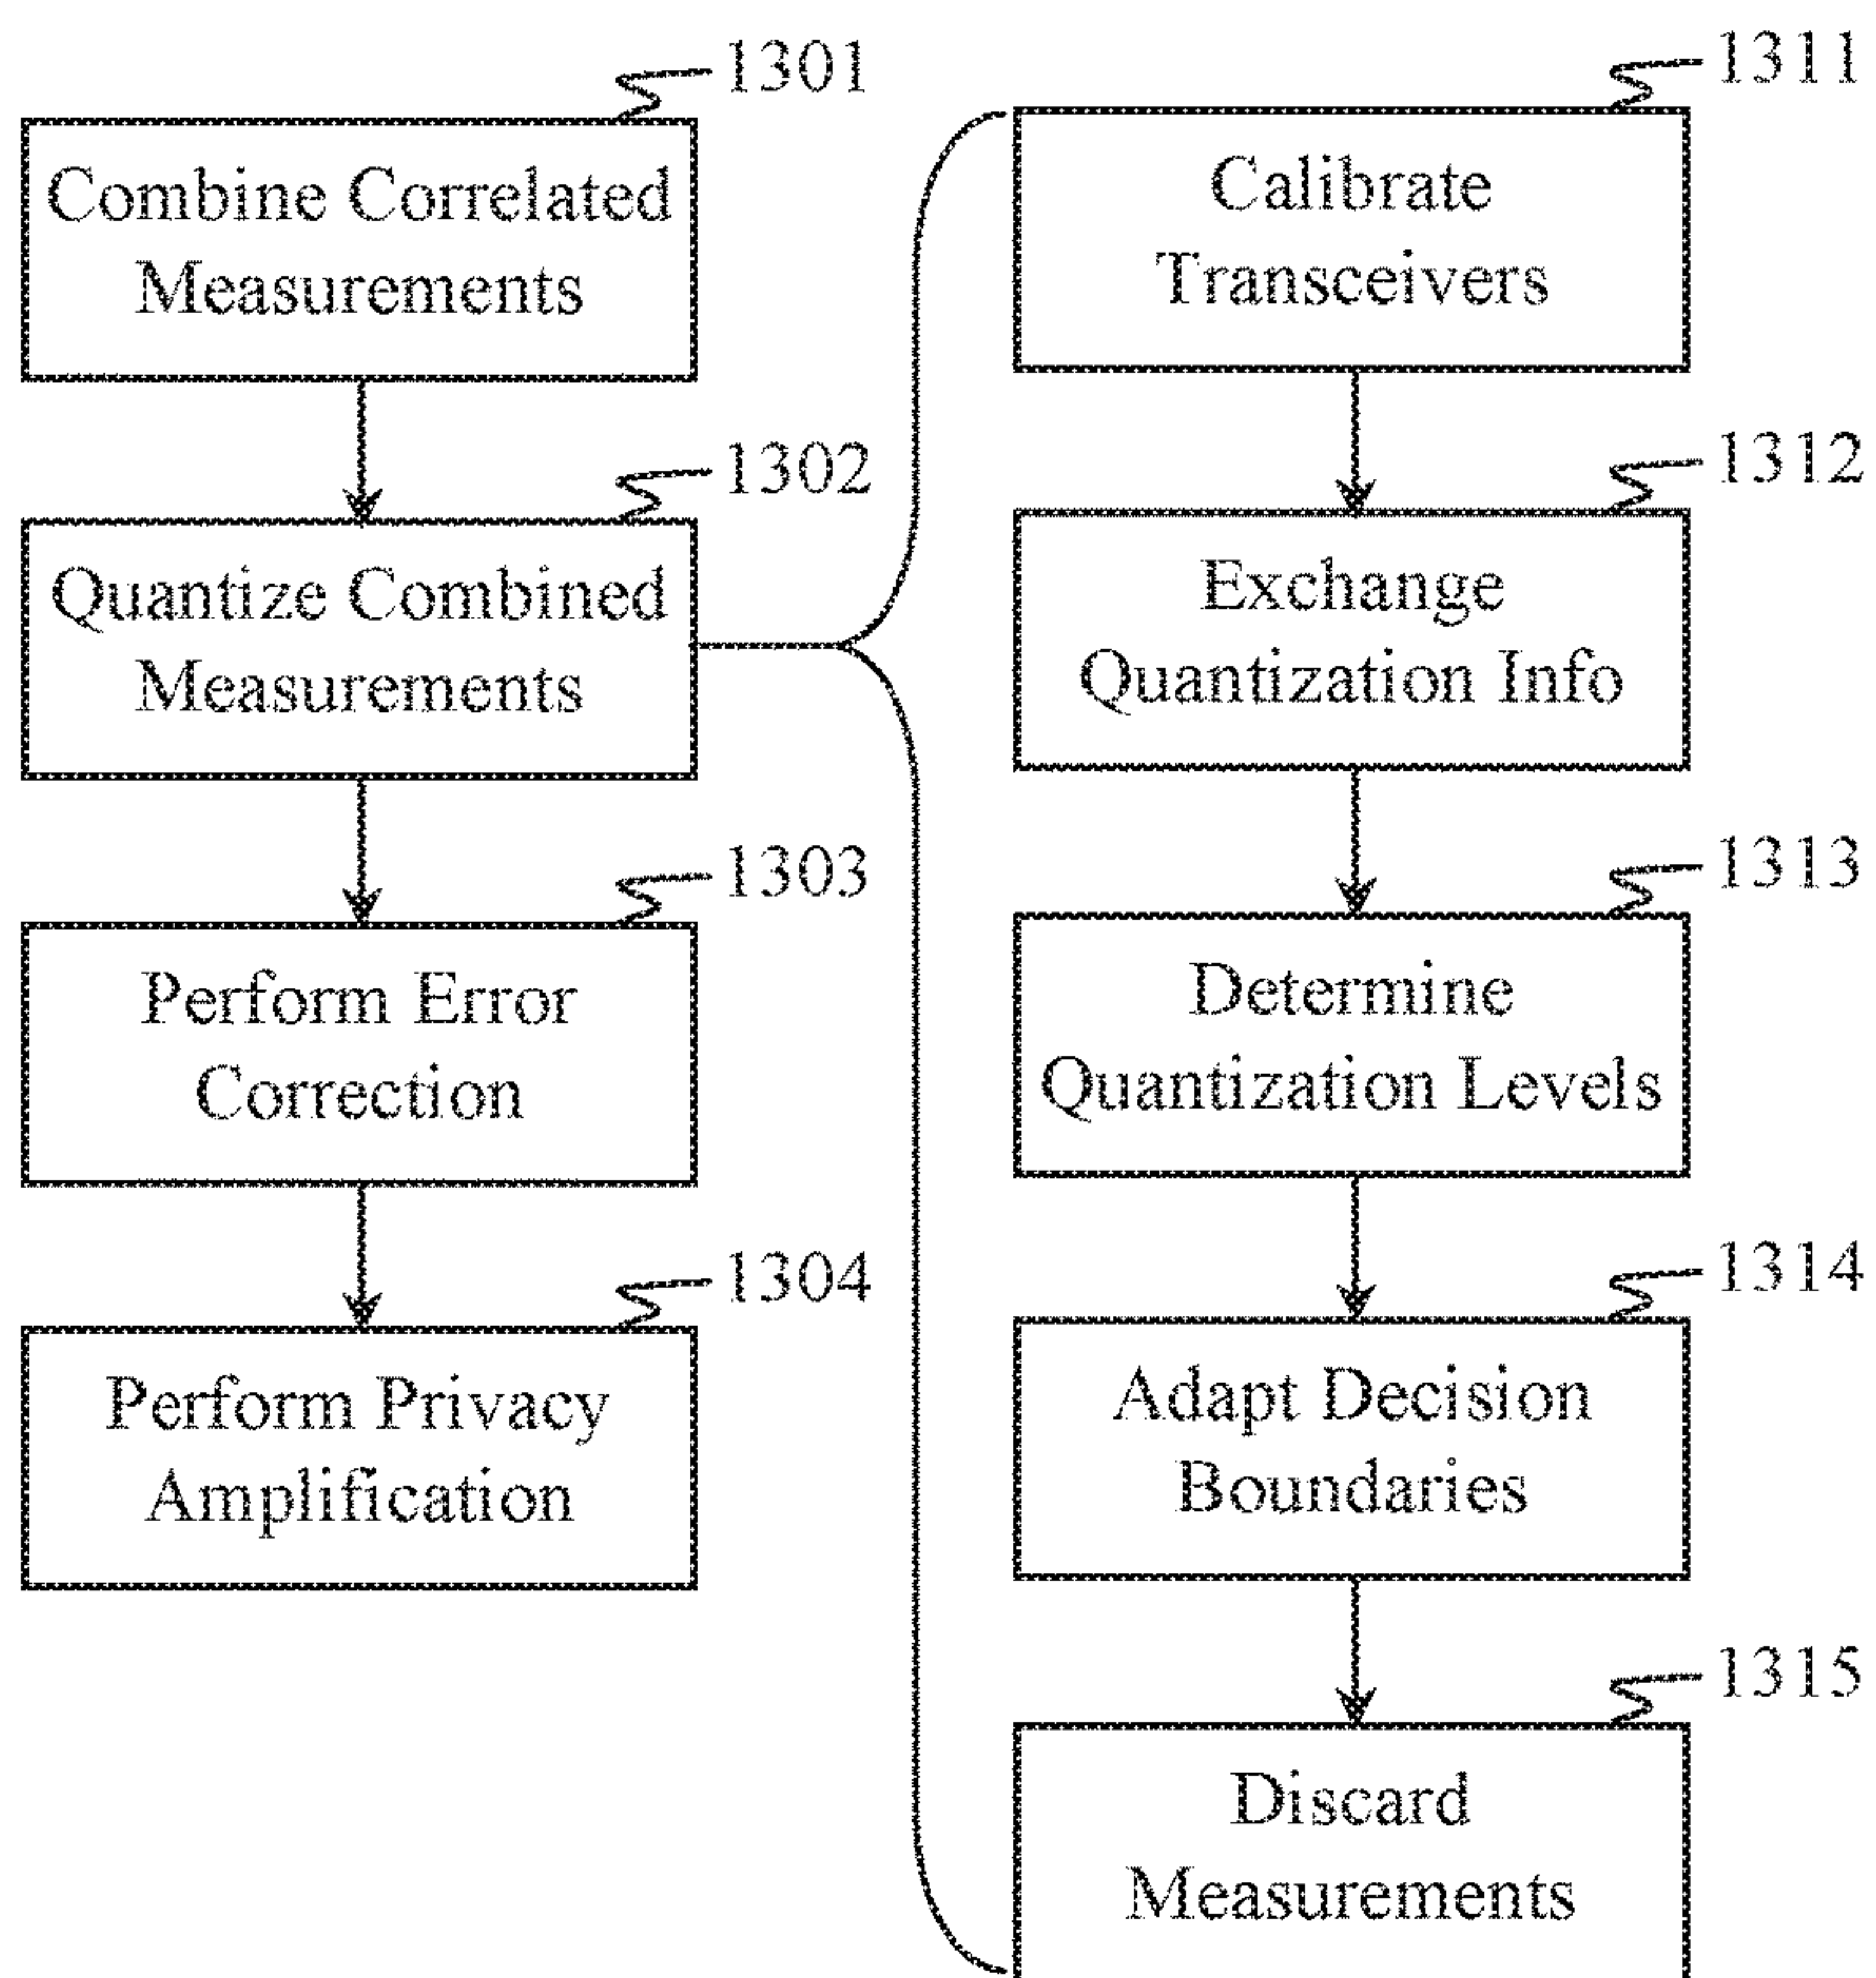 1301
Combine Correlated
Measurements
1302
Quantize Combined
Measurements
1303
Perform Error
Correction
1304
Perform Privacy
Amplification
1311
Calibrate
Transceivers
1312
Exchange
Quantization Info
1313
Determine
Quantization Levels
1314
Adapt Decision
Boundaries
1315
Discard
Measurements